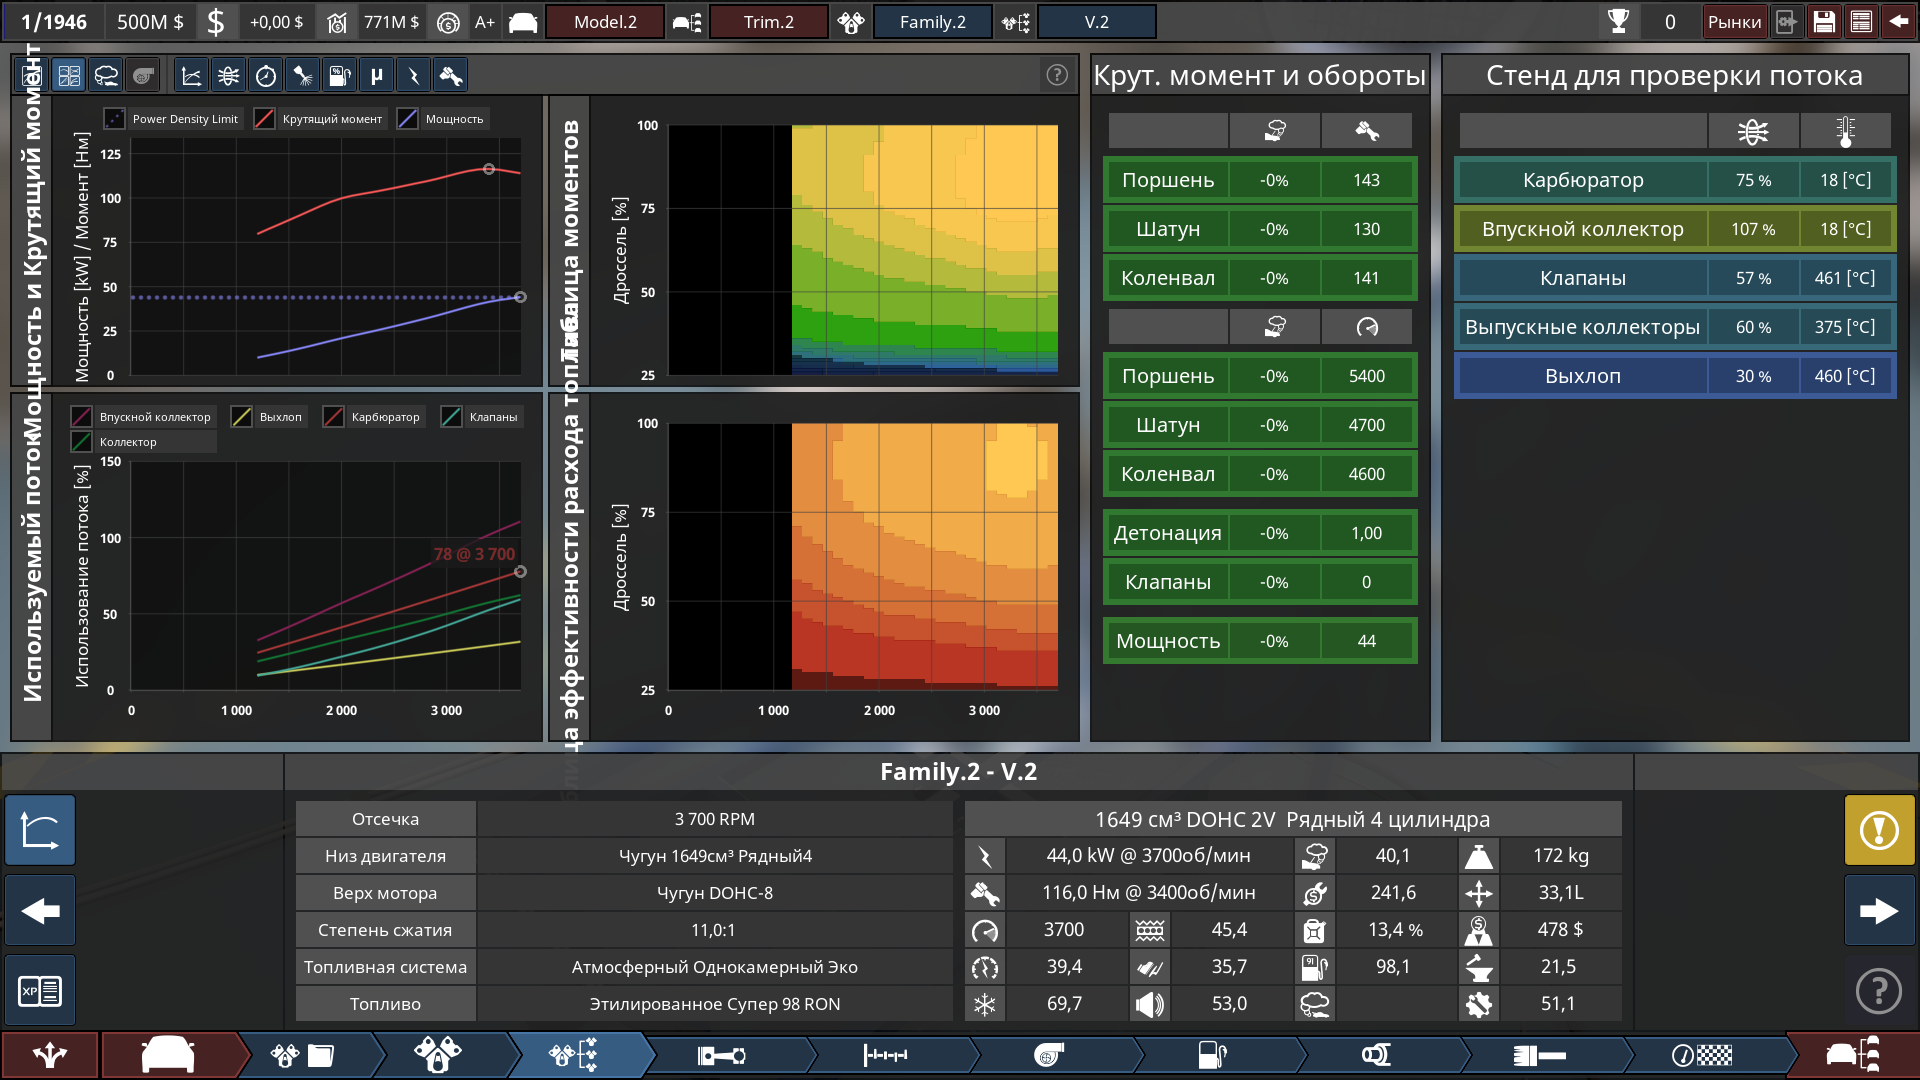 1/1946 500M $ +0,00 $ 771M $ A+ Model.2 Trim.2 Family.2 V.2 0 Рынки
Мощность и Крутящий момент
Power Density Limit Крутящий момент Мощность
Мощность [kW] / Момент [Нм]
125
100
75
50
25
0
Дроссель [%]
100
75
50
25
Используемый поток
Впускной коллектор Выхлоп Карбюратор Клапаны
Коллектор
Использование потока [%]
150
100
50
0
78 @ 3 700
0 1 000 2 000 3 000
Дроссель [%]
100
75
50
25
0 1 000 2 000 3 000
Крут. момент и обороты
Поршень -0% 143
Шатун -0% 130
Коленвал -0% 141
Поршень -0% 5400
Шатун -0% 4700
Коленвал -0% 4600
Детонация -0% 1,00
Клапаны -0% 0
Мощность -0% 44
Стенд для проверки потока
Карбюратор 75 % 18 [°C]
Впускной коллектор 107 % 18 [°C]
Клапаны 57 % 461 [°C]
Выпускные коллекторы 60 % 375 [°C]
Выхлоп 30 % 460 [°C]
Family.2 - V.2
Отсечка 3 700 RPM
Низ двигателя Чугун 1649см³ Рядный4
Верх мотора Чугун DOHC-8
Степень сжатия 11,0:1
Топливная система Атмосферный Однокамерный Эко
Топливо Этилированное Супер 98 RON
1649 см³ DOHC 2V Рядный 4 цилиндра
44,0 kW @ 3700об/мин 40,1 172 kg
116,0 Нм @ 3400об/мин 241,6 33,1L
3700 45,4 13,4 % 478 $
39,4 35,7 98,1 21,5
69,7 53,0 51,1
XP